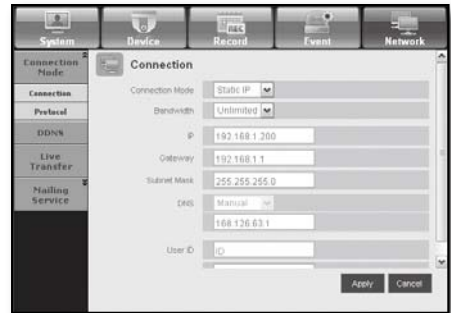 System Device Record Event Network
REC
Connection
Mode
Connection
Protocol
DDNS
Live
Transfer
Mailing
Service
Connection
Connection Mode Static IP
Bandwidth Unlimited
IP 192.168.1.200
Gateway 192.168.1.1
Subnet Mask 255.255.255.0
DNS Manual
168.126.63.1
User ID ID
Apply Cancel